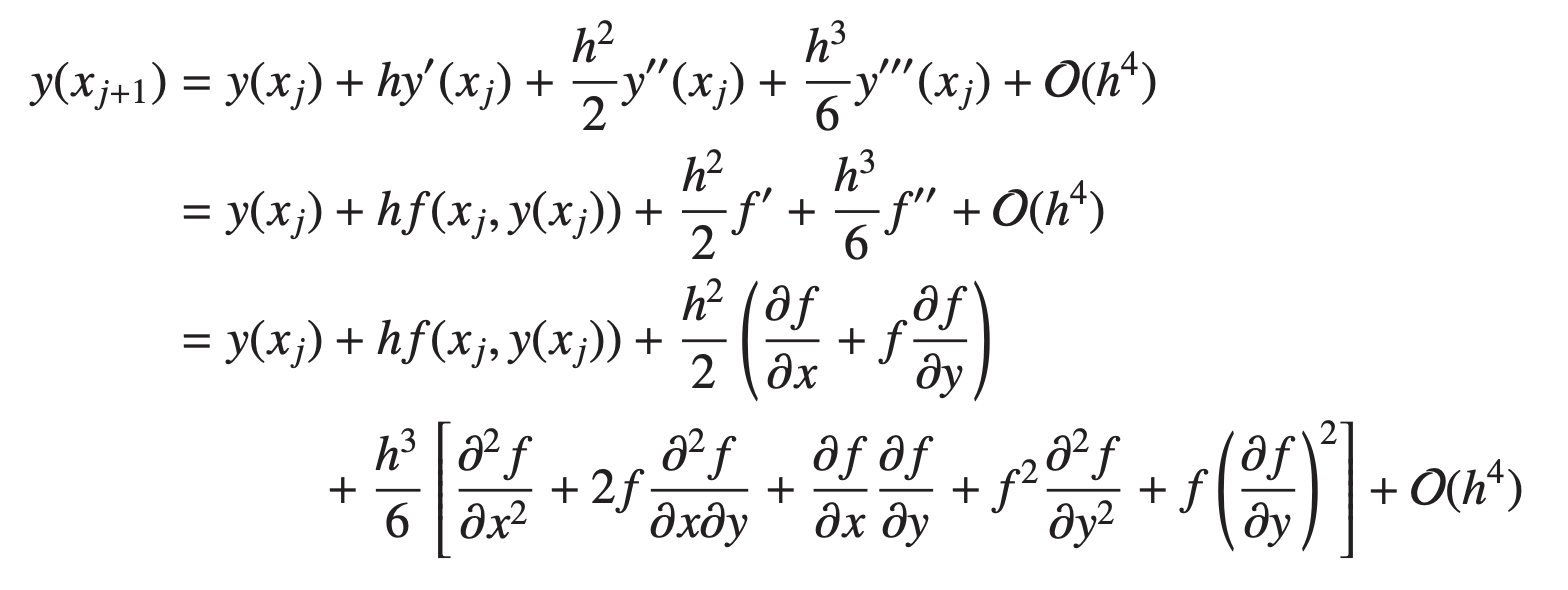 $y(x_{j+1}) = y(x_j) + hy'(x_j) + \frac{h^2}{2}y''(x_j) + \frac{h^3}{6}y'''(x_j) + \mathcal{O}(h^4)$
$= y(x_j) + hf(x_j, y(x_j)) + \frac{h^2}{2}f' + \frac{h^3}{6}f'' + \mathcal{O}(h^4)$
$= y(x_j) + hf(x_j, y(x_j)) + \frac{h^2}{2}\left(\frac{\partial f}{\partial x} + f\frac{\partial f}{\partial y}\right)$
$+ \frac{h^3}{6}\left[\frac{\partial^2 f}{\partial x^2} + 2f\frac{\partial^2 f}{\partial x \partial y} + \frac{\partial f}{\partial x}\frac{\partial f}{\partial y} + f^2\frac{\partial^2 f}{\partial y^2} + f\left(\frac{\partial f}{\partial y}\right)^2\right] + \mathcal{O}(h^4)$